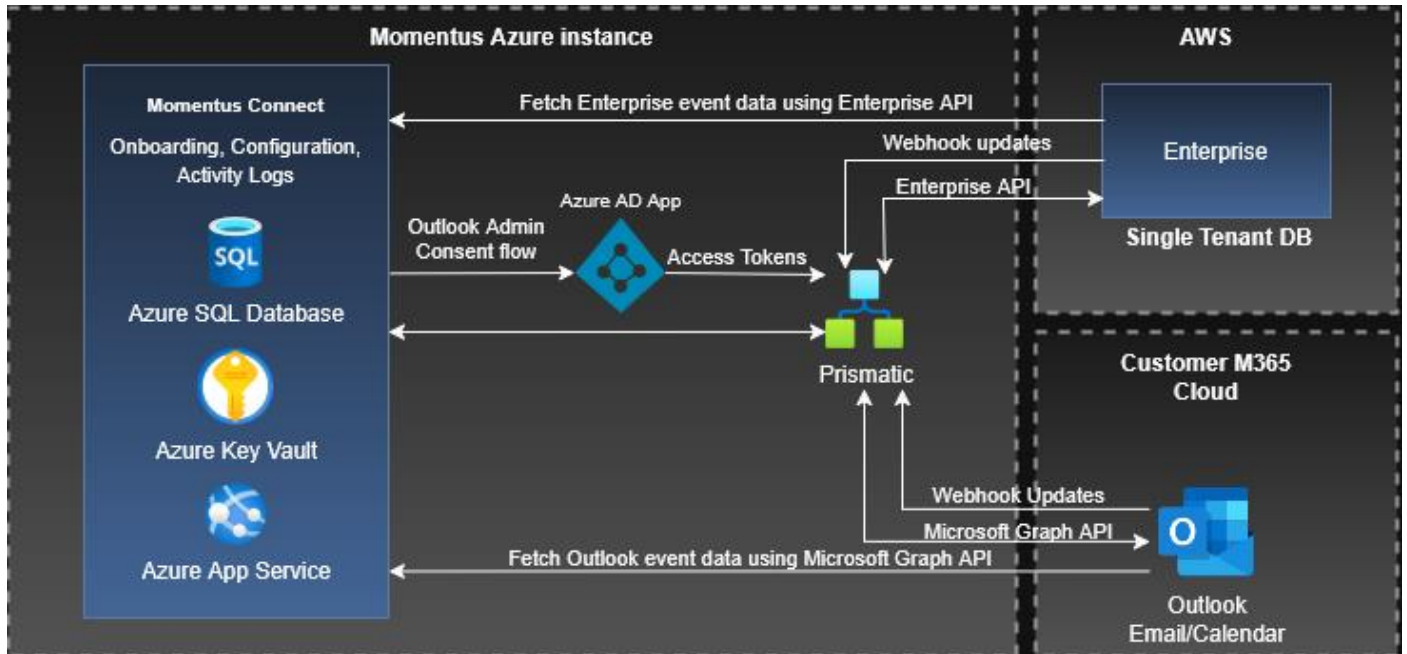 Momentus Azure instance
AWS
Momentus Connect
Onboarding, Configuration,
Activity Logs
SQL
Azure SQL Database
Azure Key Vault
Azure App Service
Fetch Enterprise event data using Enterprise API
Webhook updates
Enterprise API
Enterprise
Single Tenant DB
Azure AD App
Outlook Admin
Consent flow
Access Tokens
Prismatic
Customer M365
Cloud
Webhook Updates
Microsoft Graph API
Fetch Outlook event data using Microsoft Graph API
O
Outlook
Email/Calendar